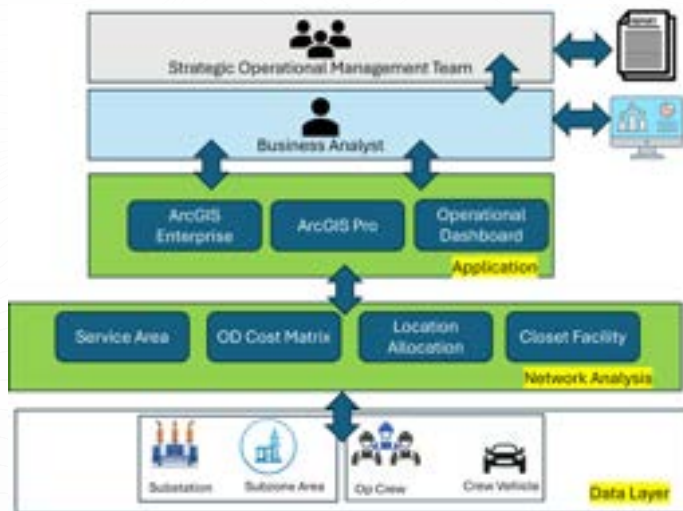 REPORT
Strategic Operational Management Team
Business Analyst
ArcGIS
Enterprise
ArcGIS Pro
Operational
Dashboard
Application
Service Area
OD Cost Matrix
Location
Allocation
Closet Facility
Network Analysis
Substation
Subzone Area
Op Crew
Crew Vehicle
Data Layer